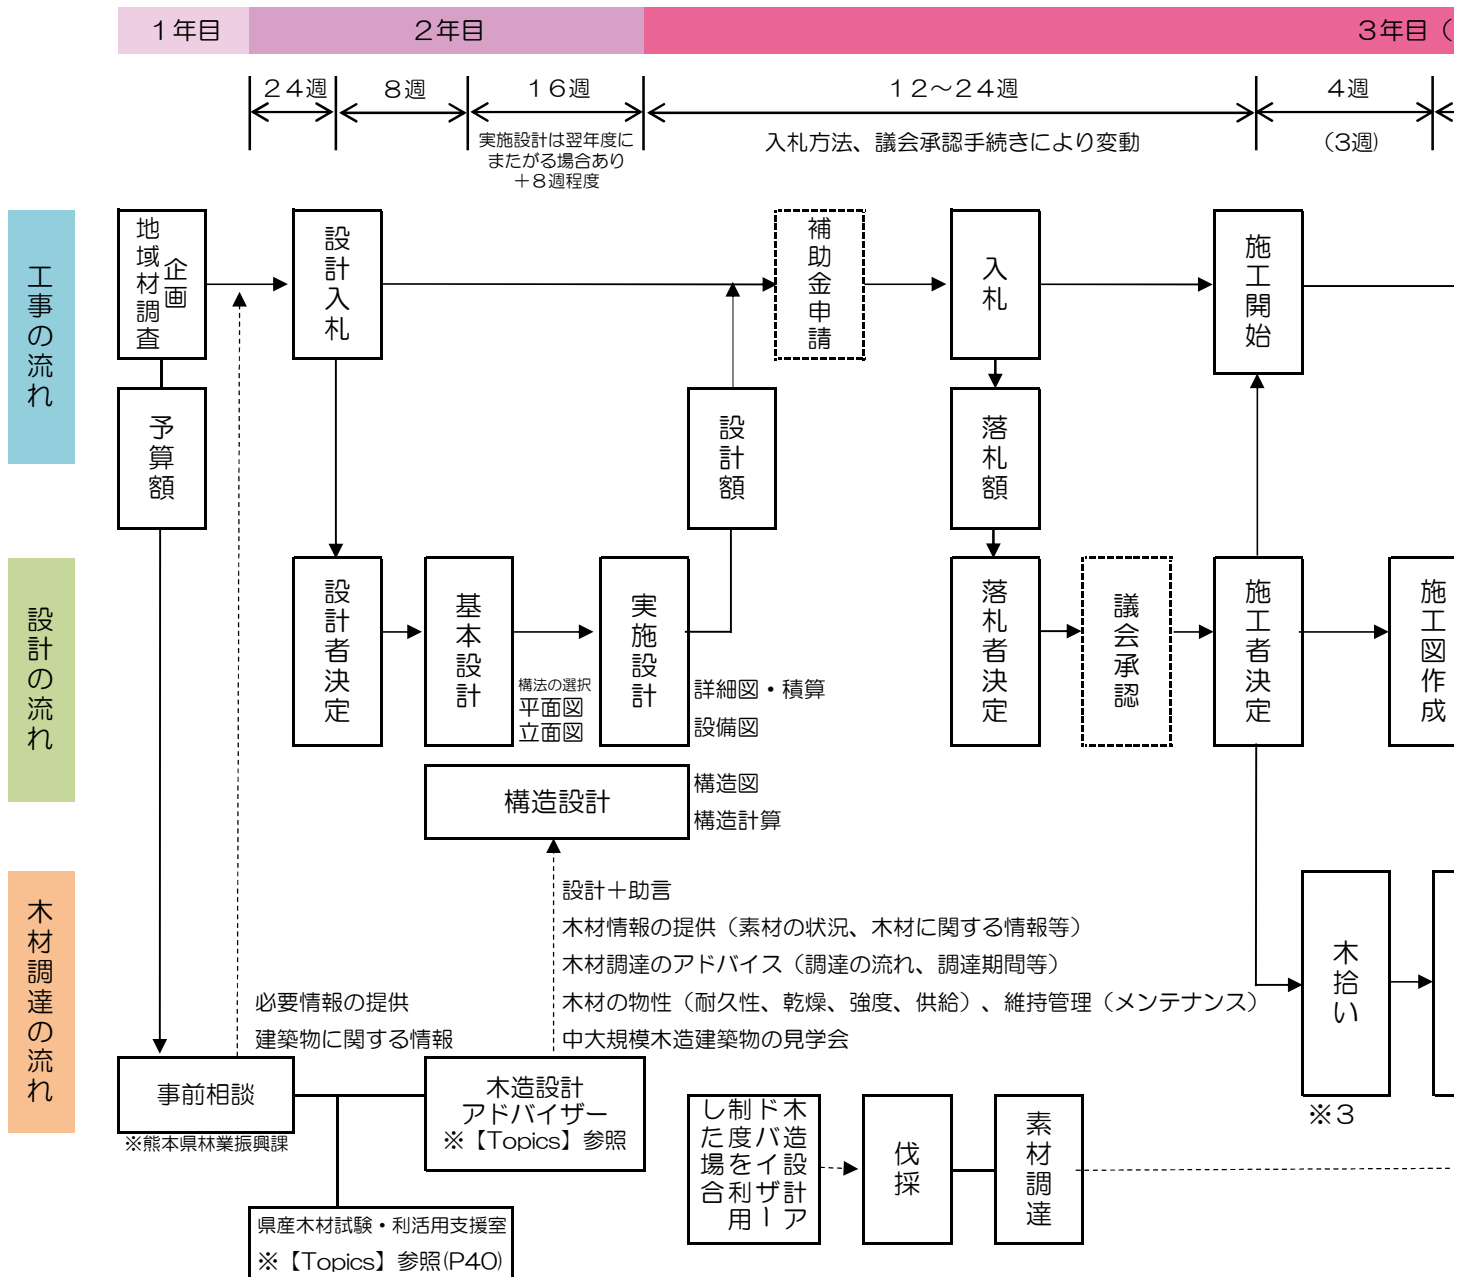 １年目
２年目
３年目（
２４週
８週
１６週
１２～２４週
４週
実施設計は翌年度に
またがる場合あり
＋８週程度
入札方法、議会承認手続きにより変動
（３週）
工事の流れ
企画
地域材調査
設計入札
補助金申請
入札
施工開始
予算額
設計額
落札額
設計の流れ
設計者決定
基本設計
構法の選択
平面図
立面図
実施設計
詳細図・積算
設備図
落札者決定
議会承認
施工者決定
施工図作成
構造設計
構造図
構造計算
木材調達の流れ
設計＋助言
木材情報の提供（素材の状況、木材に関する情報等）
木材調達のアドバイス（調達の流れ、調達期間等）
木材の物性（耐久性、乾燥、強度、供給）、維持管理（メンテナンス）
中大規模木造建築物の見学会
必要情報の提供
建築物に関する情報
木拾い
※３
事前相談
※熊本県林業振興課
木造設計
アドバイザー
※【Topics】参照
木造設計ア
ドバイザー
制度を利用
した場合
伐採
素材調達
県産木材試験・利活用支援室
※【Topics】参照(P40)